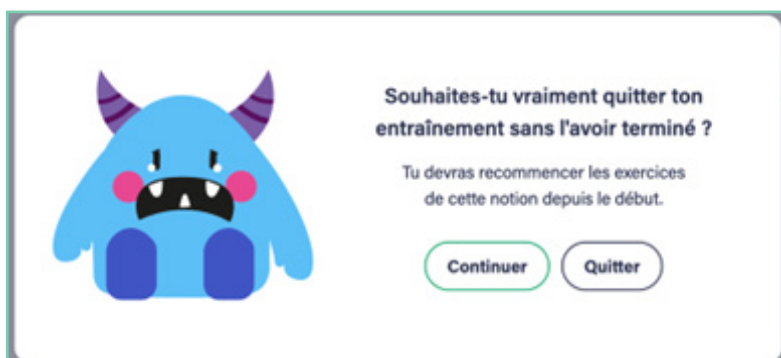 Souhaites-tu vraiment quitter ton
entraînement sans l'avoir terminé ?
Tu devras recommencer les exercices
de cette notion depuis le début.
Continuer
Quitter